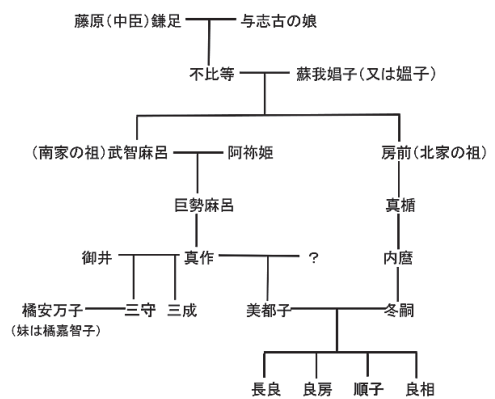 藤原(中臣)鎌足 与志古の娘
不比等 蘇我娼子(又は媼子)
(南家の祖)武智麻呂 阿祢姫 房前(北家の祖)
巨勢麻呂 真楯
御井 真作 ? 内麿
橘安万子 三守 三成 美都子 冬嗣
(妹は橘嘉智子)
長良 良房 順子 良相